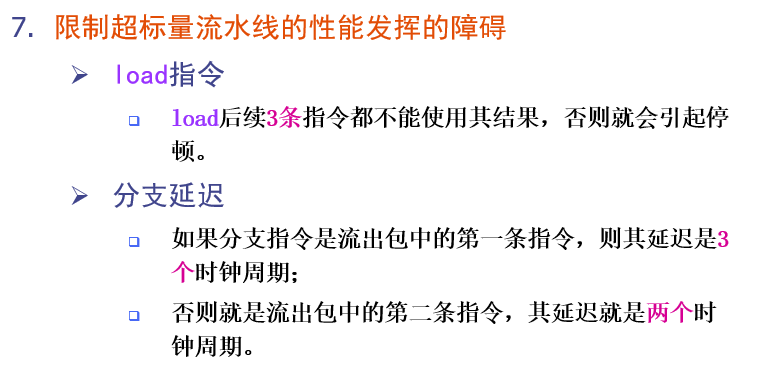 7. 限制超标量流水线的性能发挥的障碍
➢ load指令
❑ load后续3条指令都不能使用其结果，否则就会引起停
顿。
➢ 分支延迟
❑ 如果分支指令是流出包中的第一条指令，则其延迟是3
个时钟周期；
❑ 否则就是流出包中的第二条指令，其延迟就是两个时
钟周期。